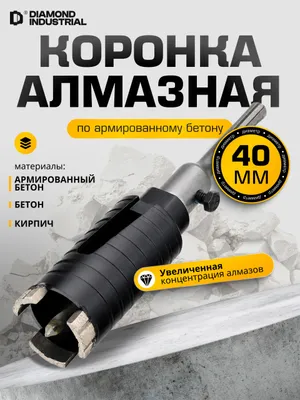 DIAMOND
INDUSTRIAL
КОРОНКА
АЛМАЗНАЯ
по армированному бетону
40
ММ
материалы:
АРМИРОВАННЫЙ
БЕТОН
БЕТОН
КИРПИЧ
Увеличенная
концентрация алмазов